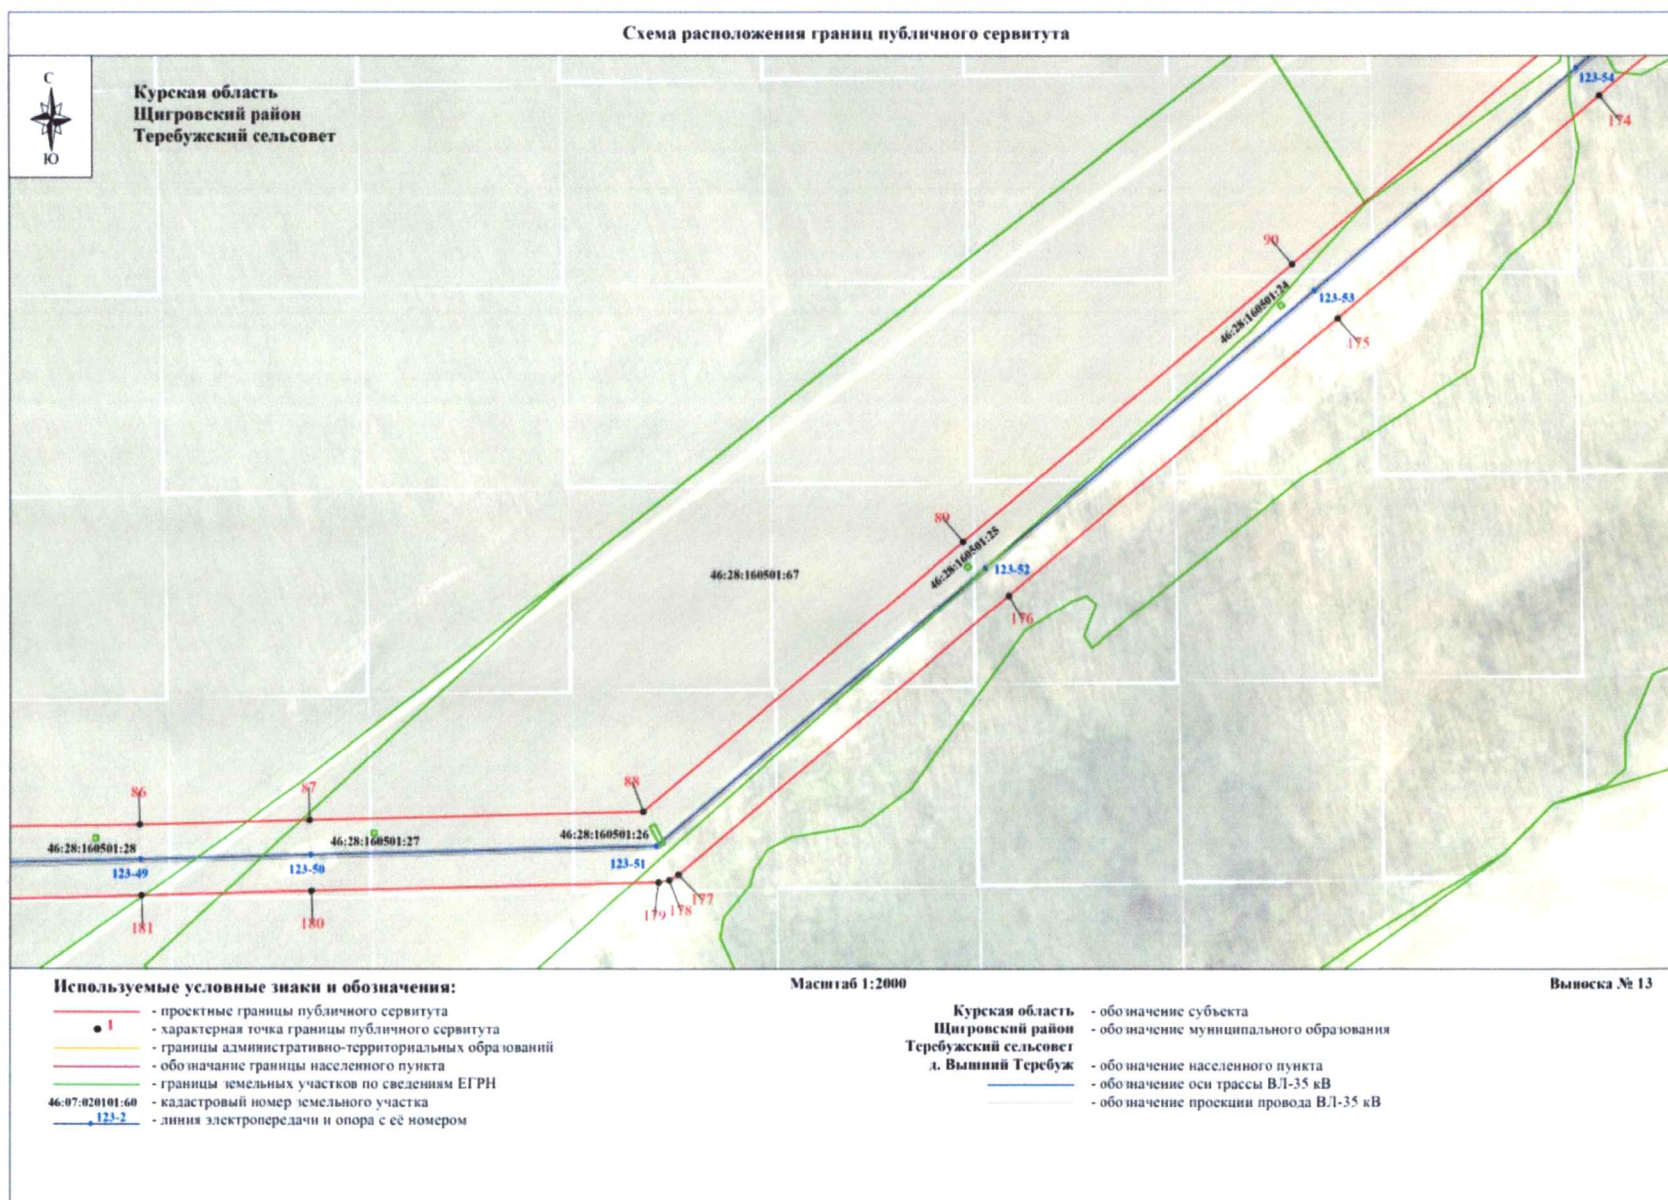 Схема расположения границ публичного сервитута
С
Ю
Курская область
Щигровский район
Теребужский сельсовет
123-54
174
90
46:28:160501:24
123-53
175
89
46:28:160501:25
123-52
176
46:28:160501:67
86
87
88
46:28:160501:28
46:28:160501:27
46:28:160501:26
123-49
123-50
123-51
181
180
179
178
177
Используемые условные знаки и обозначения:
- проектные границы публичного сервитута
1 - характерная точка границы публичного сервитута
- границы административно-территориальных образований
- обозначание границы населенного пункта
- границы земельных участков по сведениям ЕГРН
46:07:020101:60 - кадастровый номер земельного участка
123-2 - линия электропередачи и опора с её номером
Масштаб 1:2000
Выноска № 13
Курская область - обозначение субъекта
Щигровский район - обозначение муниципального образования
Теребужский сельсовет
д. Вышний Теребуж - обозначение населенного пункта
- обозначение оси трассы ВЛ-35 кВ
- обозначение проекции провода ВЛ-35 кВ